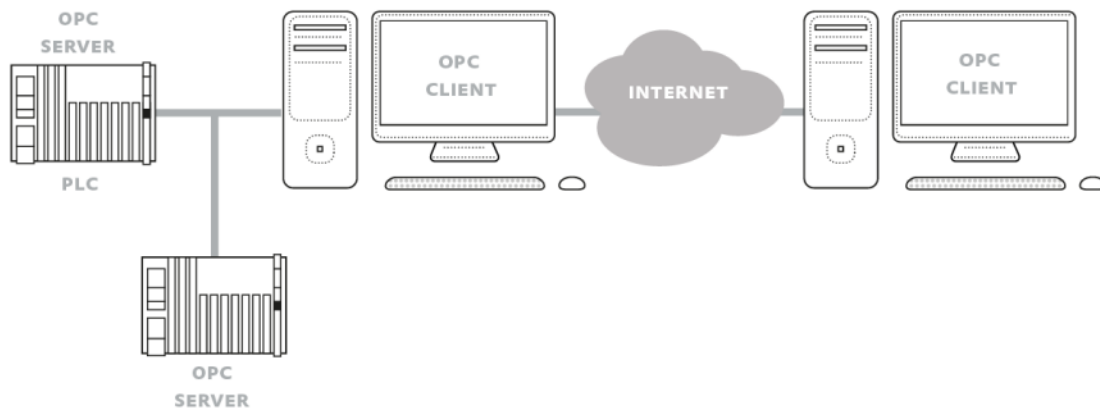 OPC
SERVER
PLC
OPC
CLIENT
INTERNET
OPC
CLIENT
OPC
SERVER